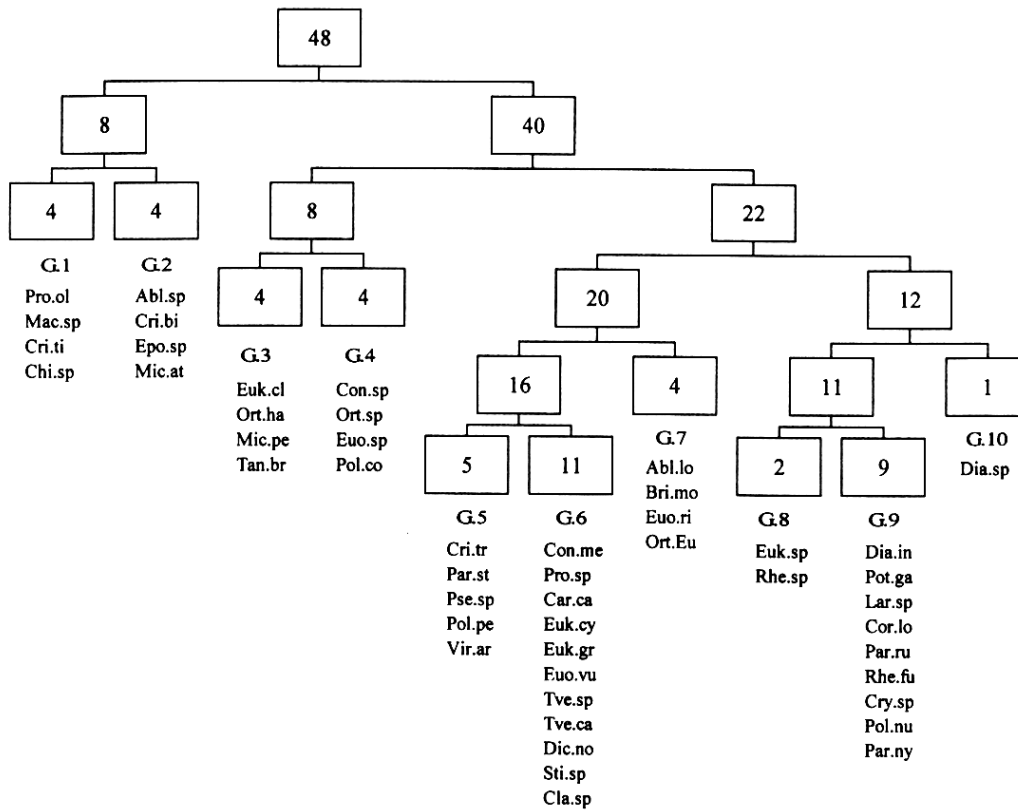 48
8
40
4
4
8
22
G.1
Pro.ol
Mac.sp
Cri.ti
Chi.sp
G.2
Abl.sp
Cri.bi
Epo.sp
Mic.at
4
4
20
12
G.3
Euk.cl
Ort.ha
Mic.pe
Tan.br
G.4
Con.sp
Ort.sp
Euo.sp
Pol.co
16
4
11
1
G.7
Abl.lo
Bri.mo
Euo.ri
Ort.Eu
G.10
Dia.sp
5
11
2
9
G.5
Cri.tr
Par.st
Pse.sp
Pol.pe
Vir.ar
G.6
Con.me
Pro.sp
Car.ca
Euk.cy
Euk.gr
Euo.vu
Tve.sp
Tve.ca
Dic.no
Sti.sp
Cla.sp
G.8
Euk.sp
Rhe.sp
G.9
Dia.in
Pot.ga
Lar.sp
Cor.lo
Par.ru
Rhe.fu
Cry.sp
Pol.nu
Par.ny